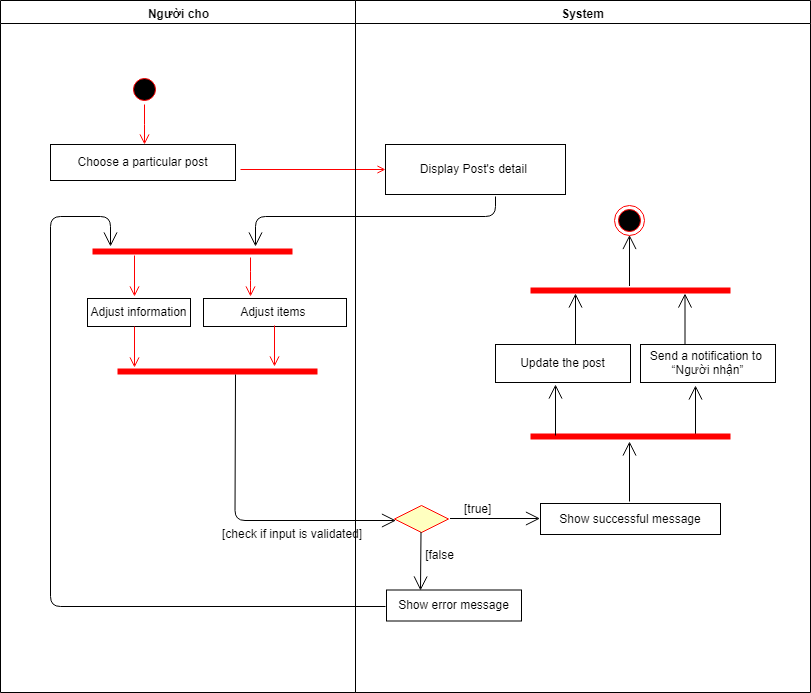 Người cho
System
Choose a particular post
Display Post's detail
Adjust information
Adjust items
Update the post
Send a notification to
“Người nhận”
[true]
Show successful message
[check if input is validated]
[false
Show error message